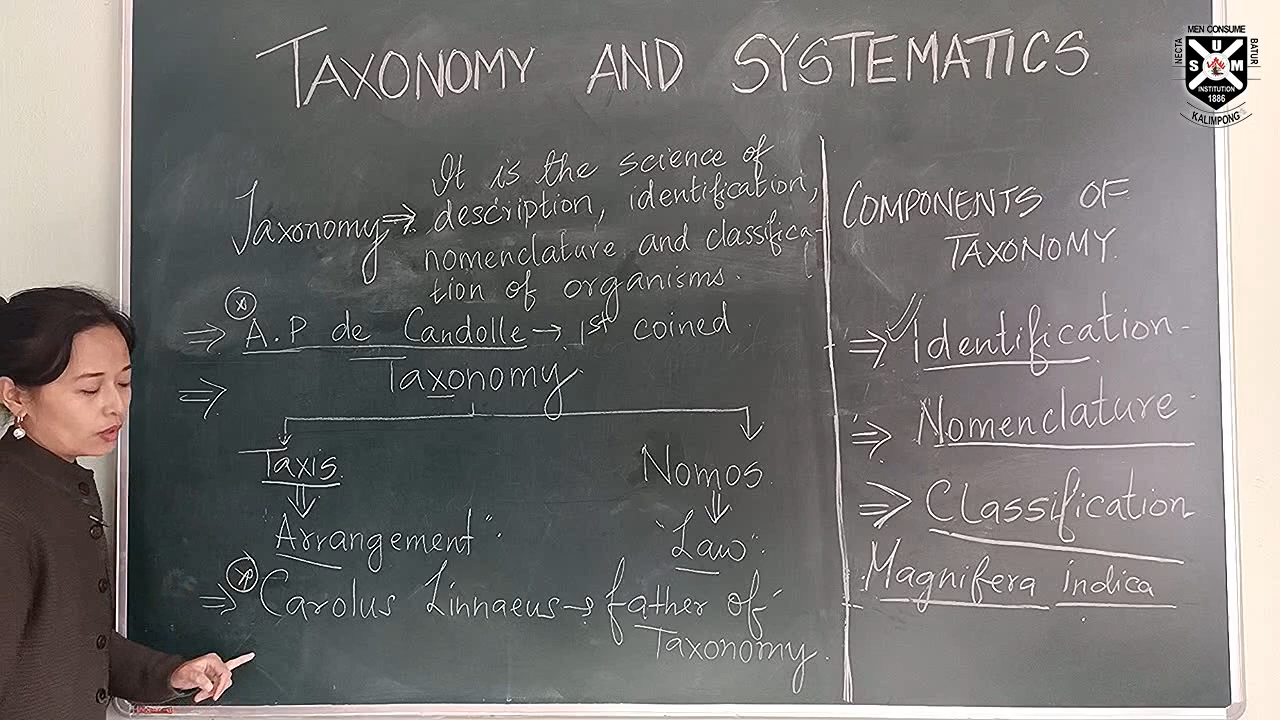 TAXONOMY AND SYSTEMATICS
Taxonomy ⇒ It is the science of
description, identification,
nomenclature and classifica-
tion of organisms.
⇒ A.P de Candolle → 1st coined
⇒ Taxonomy.
Taxis. Nomos
"Arrangement". "Law".
⇒ Carolus Linnaeus → father of
Taxonomy.
COMPONENTS OF
TAXONOMY.
⇒ Identification.
⇒ Nomenclature.
⇒ Classification
Magnifera indica
MEN CONSUME
NECTA
BATUR
S U M
INSTITUTION
1886
KALIMPONG